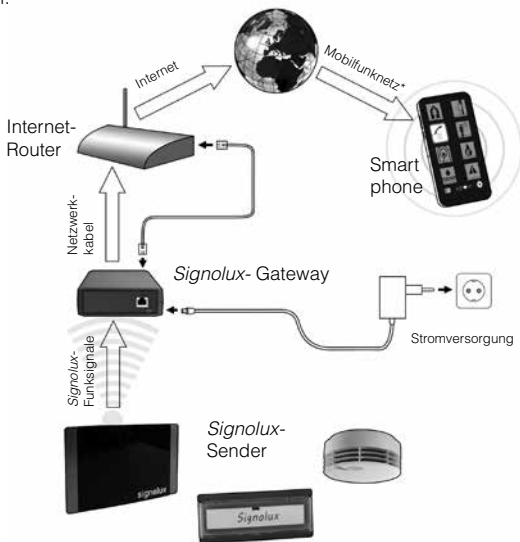 Internet
Mobilfunknetz*
Internet-
Router
Smart
phone
Netzwerk-
kabel
Signolux- Gateway
Stromversorgung
Signolux-
Funksignale
Signolux-
Sender
signolux
Signolux